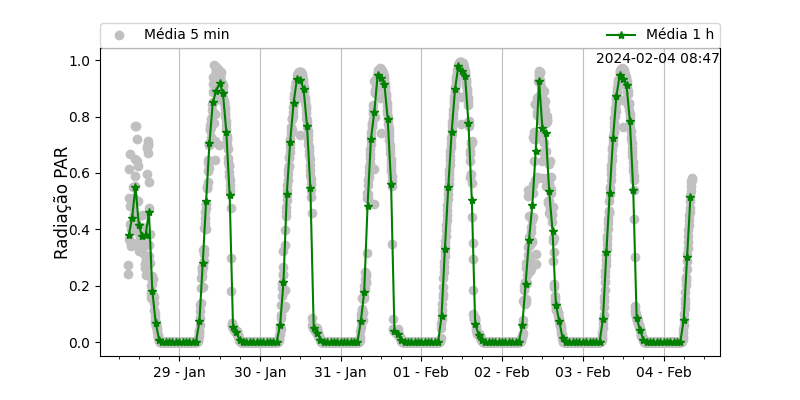 Média 5 min
Média 1 h
2024-02-04 08:47
Radiação PAR
1.0
0.8
0.6
0.4
0.2
0.0
29 - Jan
30 - Jan
31 - Jan
01 - Feb
02 - Feb
03 - Feb
04 - Feb